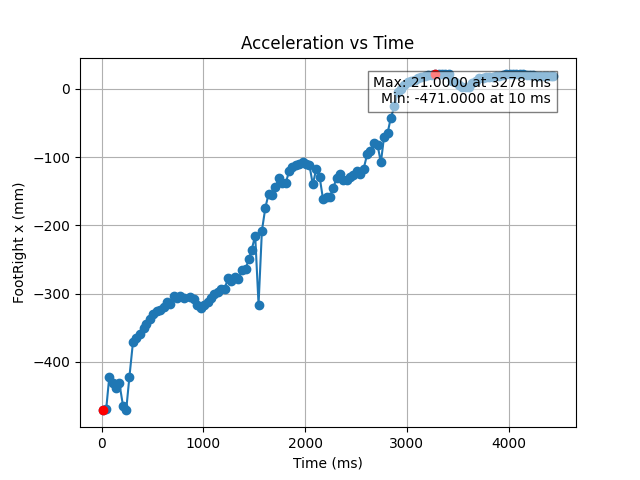 Acceleration vs Time
Max: 21.0000 at 3278 ms
Min: -471.0000 at 10 ms
0
−100
−200
−300
−400
FootRight x (mm)
0 1000 2000 3000 4000
Time (ms)